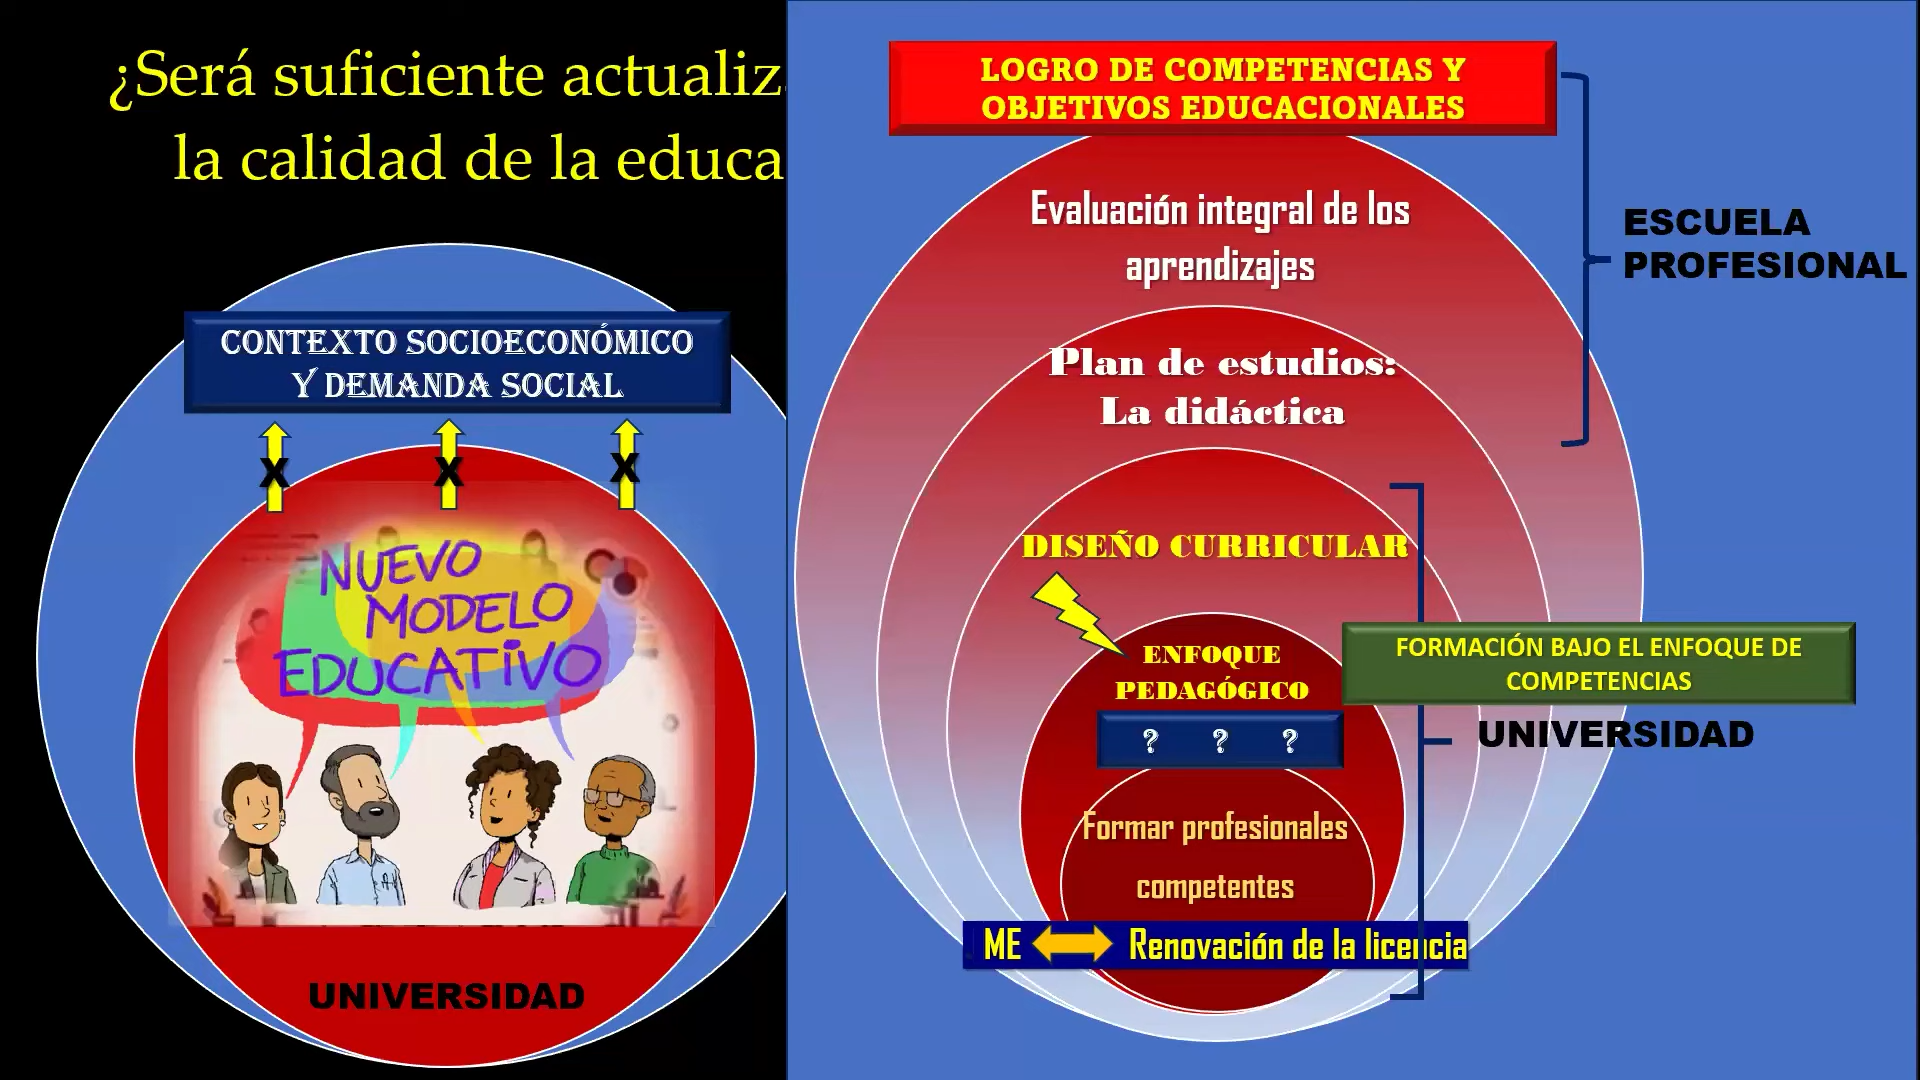 ¿Será suficiente actualiz
la calidad de la educa
CONTEXTO SOCIOECONÓMICO
Y DEMANDA SOCIAL
X X X
NUEVO
MODELO
EDUCATIVO
UNIVERSIDAD
LOGRO DE COMPETENCIAS Y
OBJETIVOS EDUCACIONALES
Evaluación integral de los
aprendizajes
ESCUELA
PROFESIONAL
Plan de estudios:
La didáctica
DISEÑO CURRICULAR
ENFOQUE
PEDAGÓGICO
? ? ?
FORMACIÓN BAJO EL ENFOQUE DE
COMPETENCIAS
UNIVERSIDAD
Formar profesionales
competentes
ME Renovación de la licencia